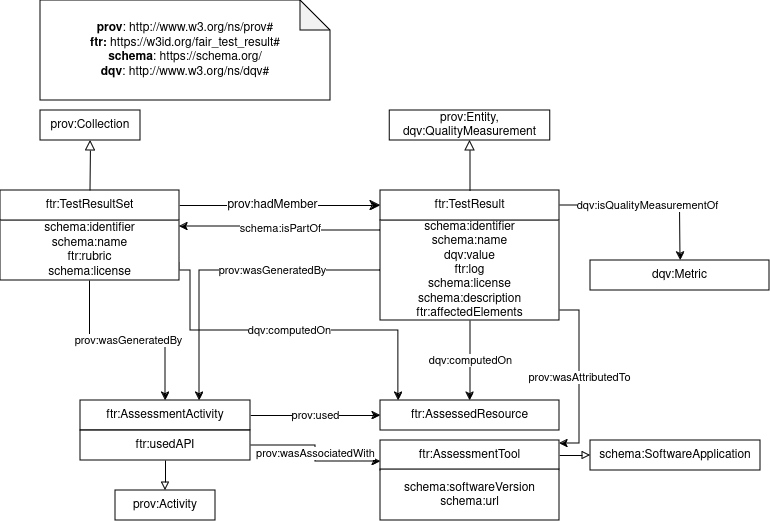 prov: http://www.w3.org/ns/prov#
ftr: https://w3id.org/fair_test_result#
schema: https://schema.org/
dqv: http://www.w3.org/ns/dqv#
prov:Collection
prov:Entity,
dqv:QualityMeasurement
ftr:TestResultSet
prov:hadMember
ftr:TestResult
dqv:isQualityMeasurementOf
schema:identifier
schema:name
ftr:rubric
schema:license
schema:isPartOf
schema:identifier
schema:name
dqv:value
ftr:log
schema:license
schema:description
ftr:affectedElements
prov:wasGeneratedBy
dqv:Metric
prov:wasGeneratedBy
dqv:computedOn
dqv:computedOn
prov:wasAttributedTo
ftr:AssessmentActivity
prov:used
ftr:AssessedResource
ftr:usedAPI
prov:wasAssociatedWith
ftr:AssessmentTool
schema:SoftwareApplication
schema:softwareVersion
schema:url
prov:Activity